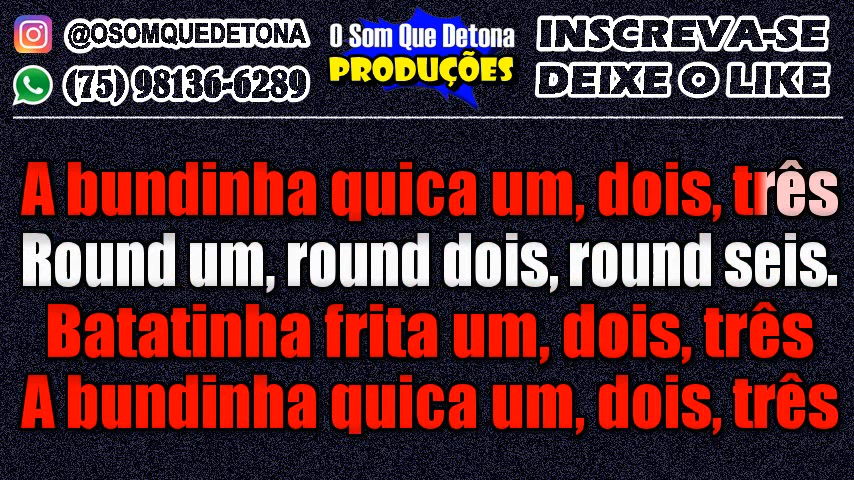 @OSOMQUEDETONA
(75) 98136-6289
O Som Que Detona
PRODUÇÕES
INSCREVA-SE
DEIXE O LIKE
A bundinha quica um, dois, três
Round um, round dois, round seis.
Batatinha frita um, dois, três
A bundinha quica um, dois, três